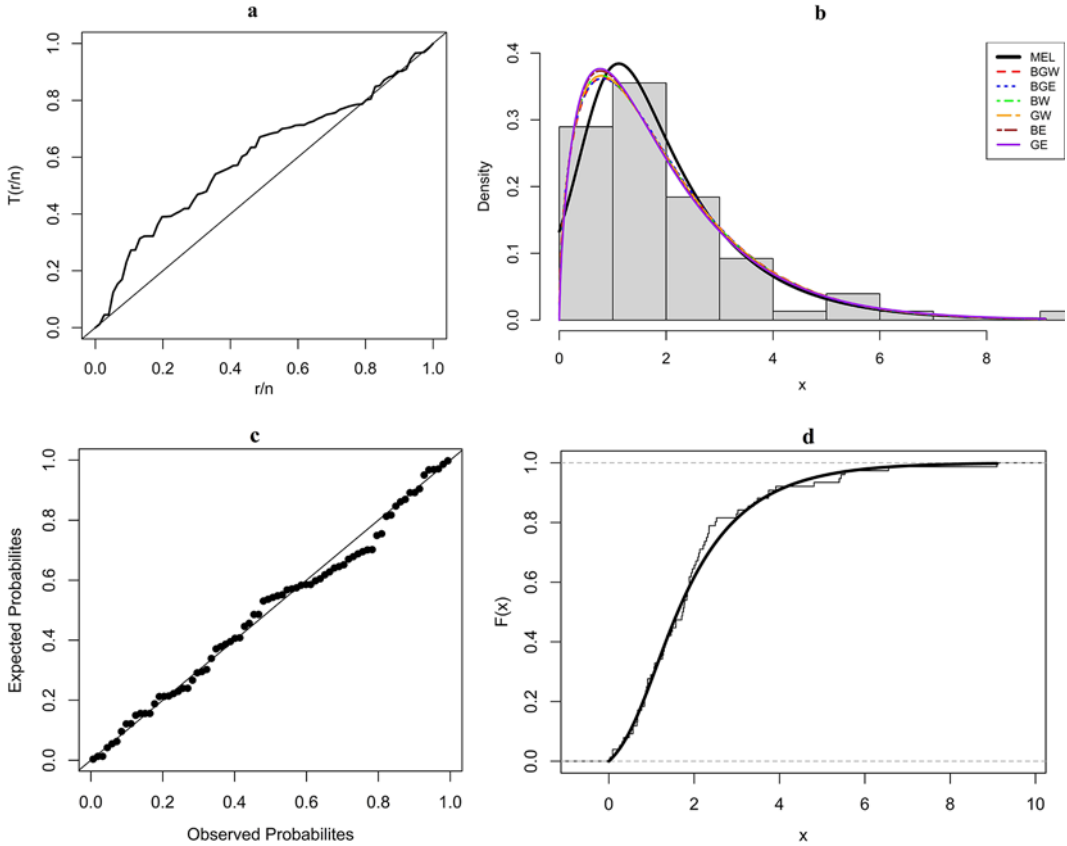 a
T(r/n)
0.0 0.2 0.4 0.6 0.8 1.0
0.0 0.2 0.4 0.6 0.8 1.0
r/n
b
Density
0.0 0.1 0.2 0.3 0.4
0 2 4 6 8
x
MEL
BGW
BGE
BW
GW
BE
GE
c
Expected Probabilites
0.0 0.2 0.4 0.6 0.8 1.0
0.0 0.2 0.4 0.6 0.8 1.0
Observed Probabilites
d
F(x)
0.0 0.2 0.4 0.6 0.8 1.0
0 2 4 6 8 10
x